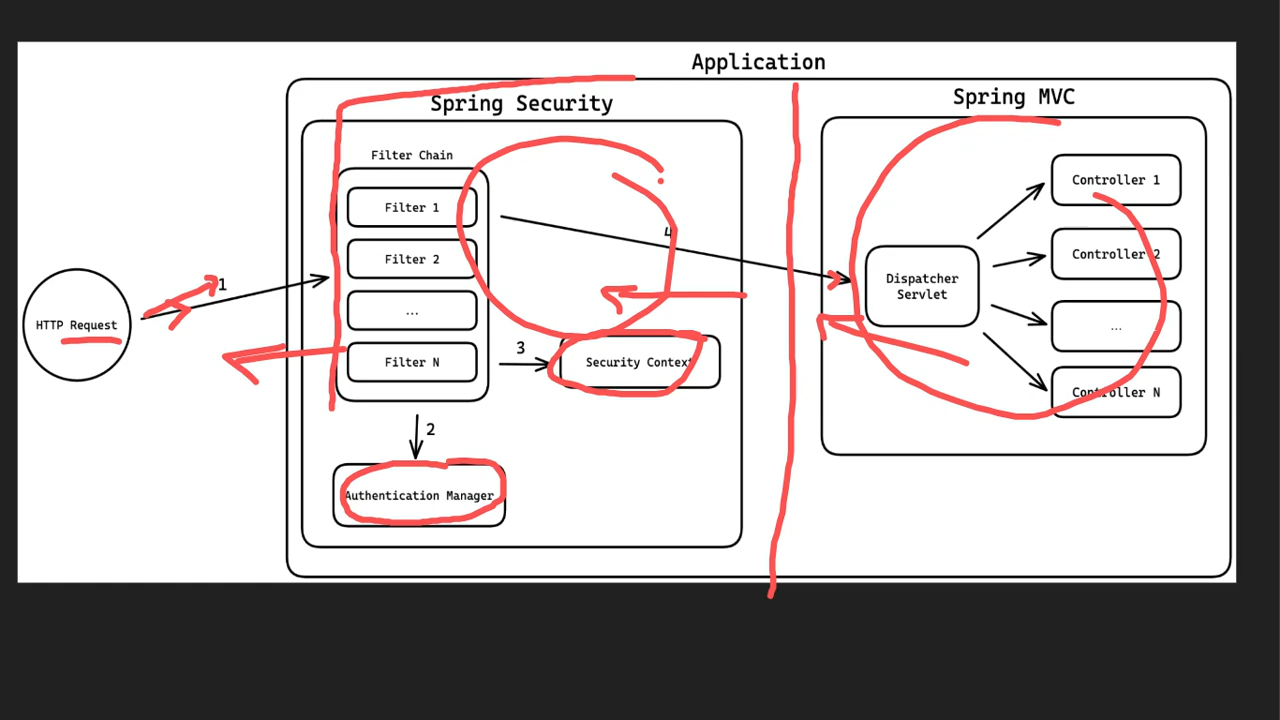 Application
Spring Security
Filter Chain
Filter 1
Filter 2
...
Filter N
HTTP Request
1
2
3
4
Security Context
Authentication Manager
Spring MVC
Dispatcher
Servlet
Controller 1
Controller 2
...
Controller N